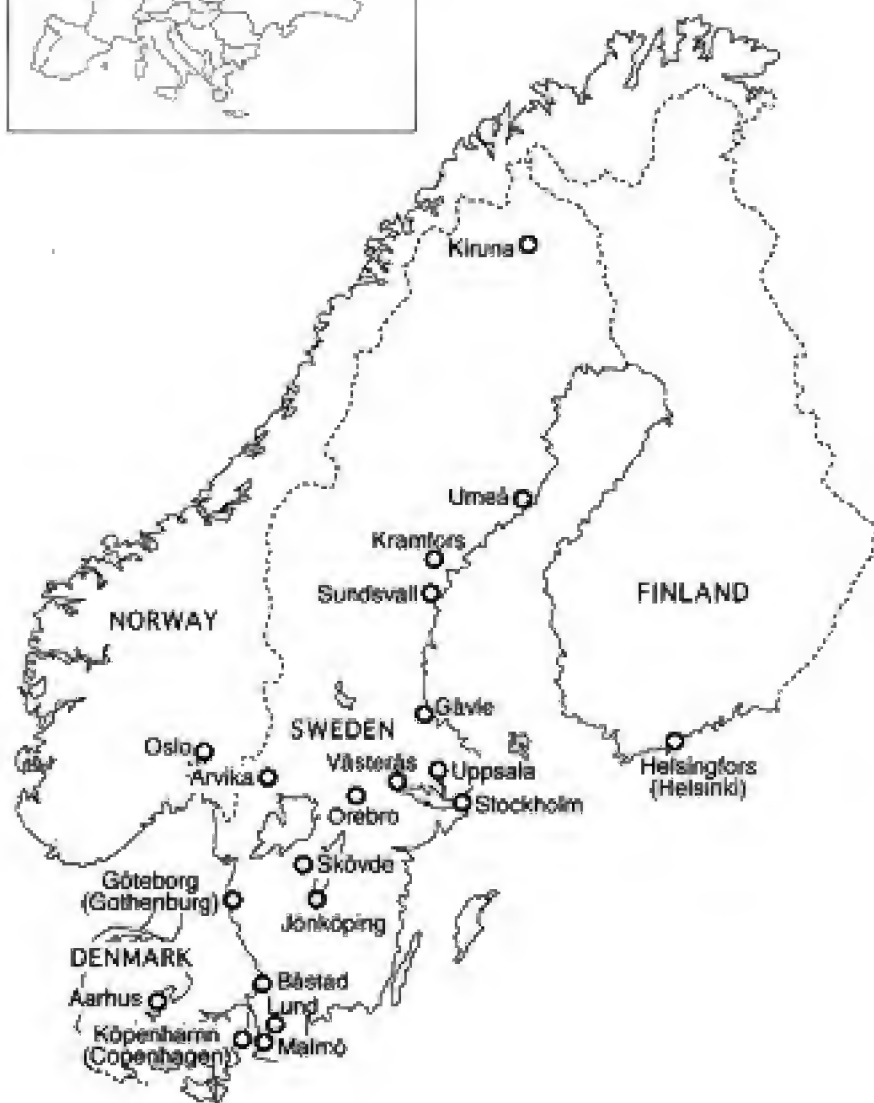 Kiruna
Umeå
Kramfors
Sundsvall
FINLAND
NORWAY
Gävle
SWEDEN
Oslo
Västerås
Uppsala
Helsingfors
(Helsinki)
Arvika
Örebro
Stockholm
Skövde
Göteborg
(Gothenburg)
Jönköping
DENMARK
Båstad
Aarhus
Lund
Köpenhamn
(Copenhagen)
Malmö